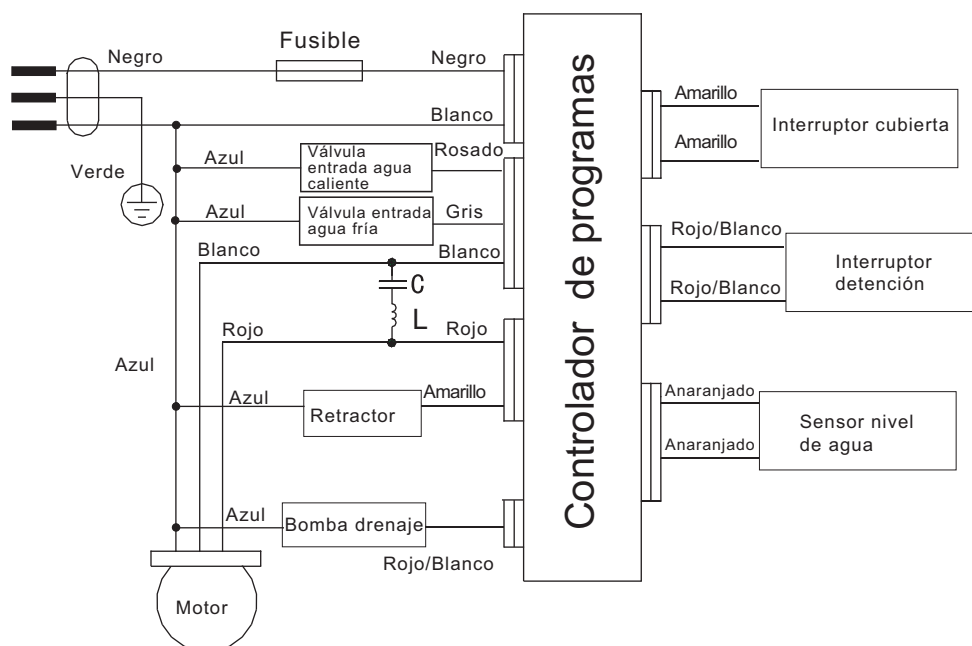 Fusible
Negro
Negro
Blanco
Verde
Azul
Válvula
entrada agua
caliente
Rosado
Azul
Válvula entrada
agua fría
Gris
Blanco
Blanco
C
L
Rojo
Rojo
Azul
Azul
Retractor
Amarillo
Azul
Bomba drenaje
Rojo/Blanco
Motor
Controlador de programas
Amarillo
Amarillo
Interruptor cubierta
Rojo/Blanco
Rojo/Blanco
Interruptor
detención
Anaranjado
Anaranjado
Sensor nivel
de agua